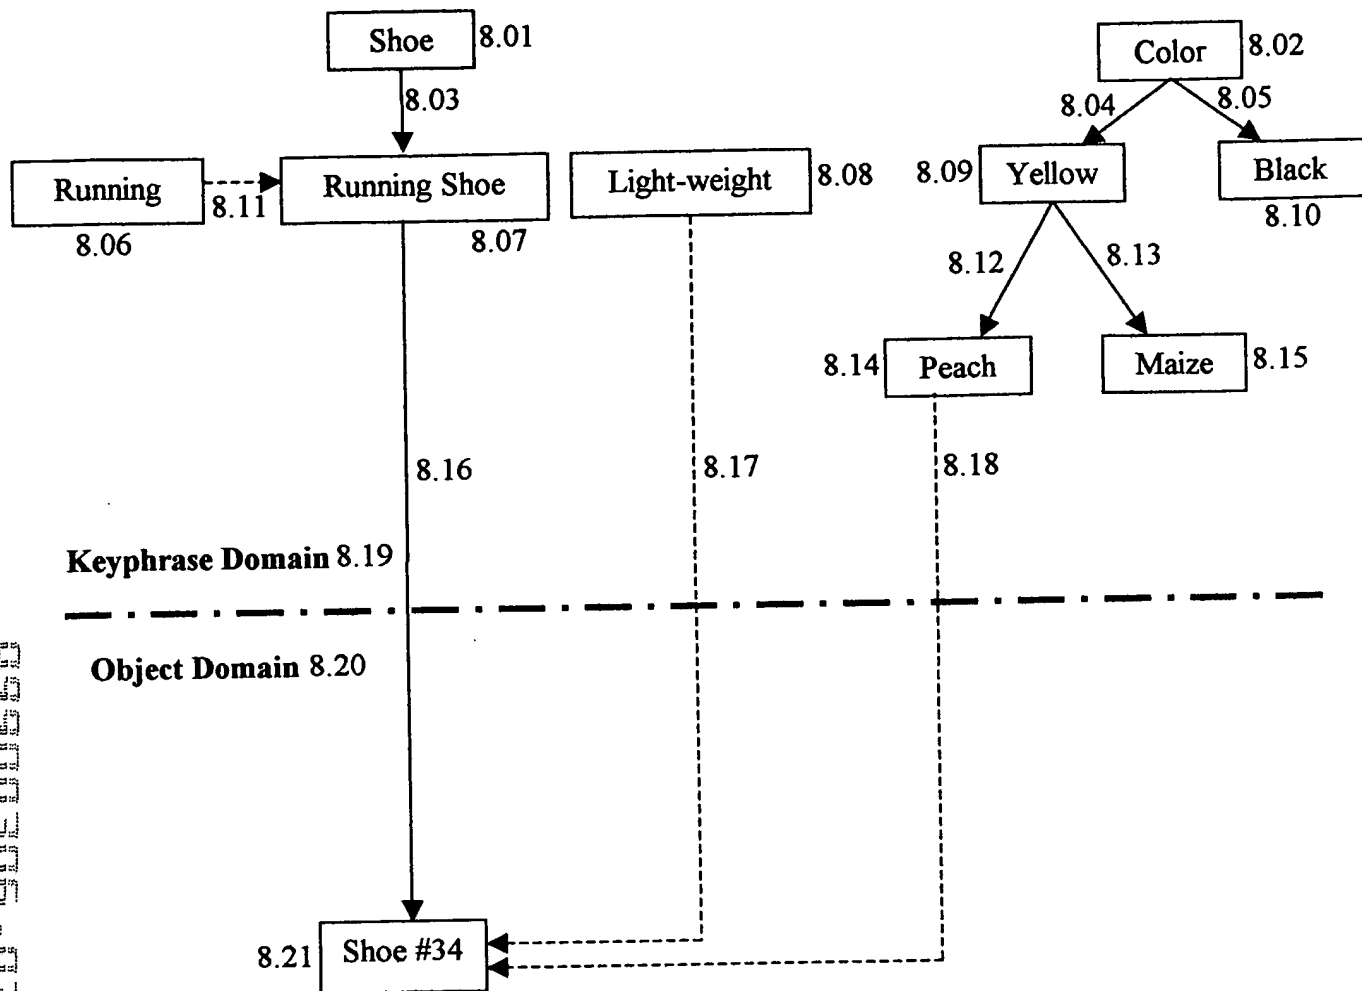 Shoe 8.01
Color 8.02
8.03
8.04 8.05
Running
8.11
Running Shoe
Light-weight 8.08
8.09 Yellow
Black
8.06
8.07
8.10
8.12 8.13
8.14 Peach
Maize 8.15
8.16
8.17
8.18
Keyphrase Domain 8.19
Object Domain 8.20
8.21 Shoe #34